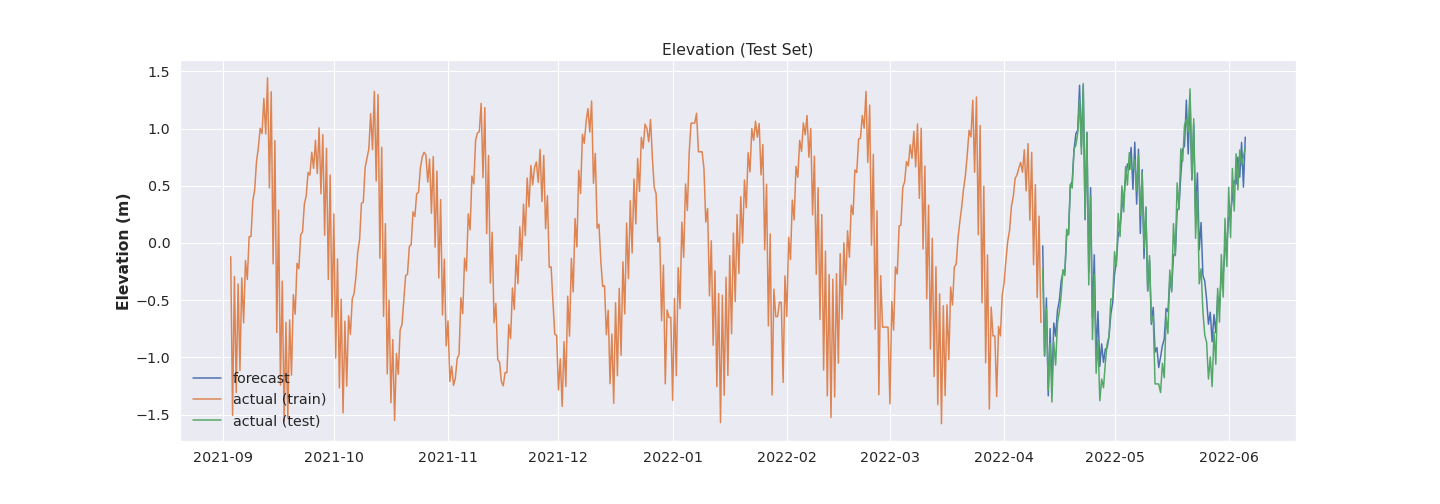 Elevation (Test Set)
Elevation (m)
1.5
1.0
0.5
0.0
−0.5
−1.0
−1.5
forecast
actual (train)
actual (test)
2021-09 2021-10 2021-11 2021-12 2022-01 2022-02 2022-03 2022-04 2022-05 2022-06